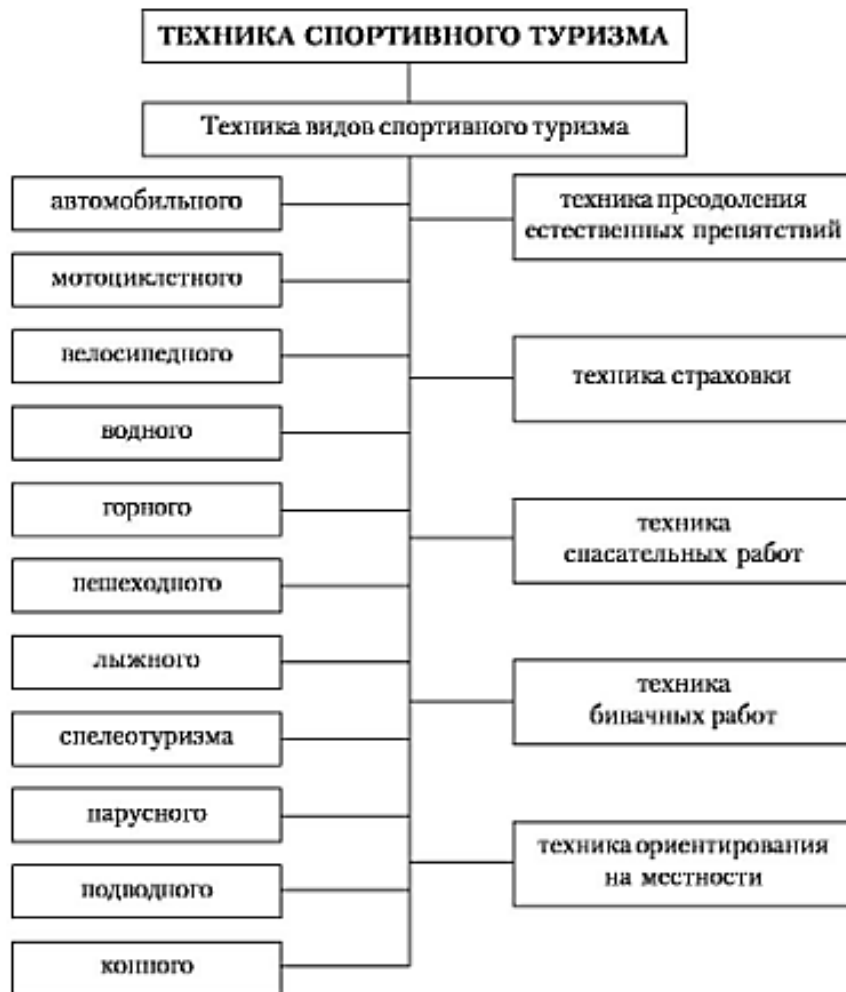 ТЕХНИКА СПОРТИВНОГО ТУРИЗМА
Техника видов спортивного туризма
автомобильного
мотоциклетного
велосипедного
водного
горного
пешеходного
лыжного
спелеотуризма
парусного
подводного
конного
техника преодоления
естественных препятствий
техника страховки
техника
спасательных работ
техника
бивачных работ
техника ориентирования
на местности